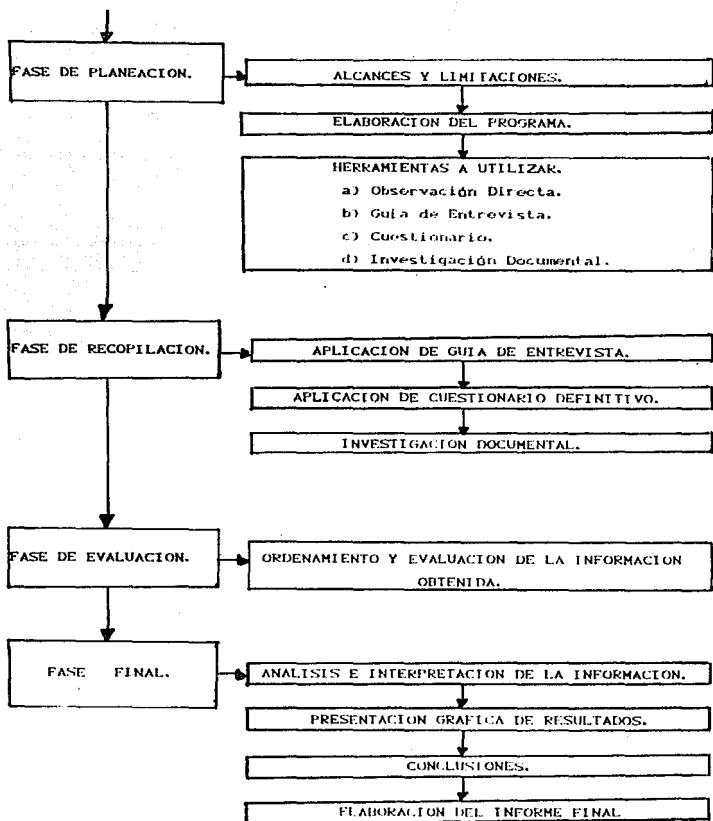 FASE DE PLANEACION.
ALCANCES Y LIMITACIONES.
ELABORACION DEL PROGRAMA.
HERRAMIENTAS A UTILIZAR.
a) Observación Directa.
b) Guía de Entrevista.
c) Cuestionario.
d) Investigación Documental.
FASE DE RECOPILACION.
APLICACION DE GUIA DE ENTREVISTA.
APLICACION DE CUESTIONARIO DEFINITIVO.
INVESTIGACION DOCUMENTAL.
FASE DE EVALUACION.
ORDENAMIENTO Y EVALUACION DE LA INFORMACION
OBTENIDA.
FASE FINAL.
ANALISIS E INTERPRETACION DE LA INFORMACION.
PRESENTACION GRAFICA DE RESULTADOS.
CONCLUSIONES.
ELABORACION DEL INFORME FINAL